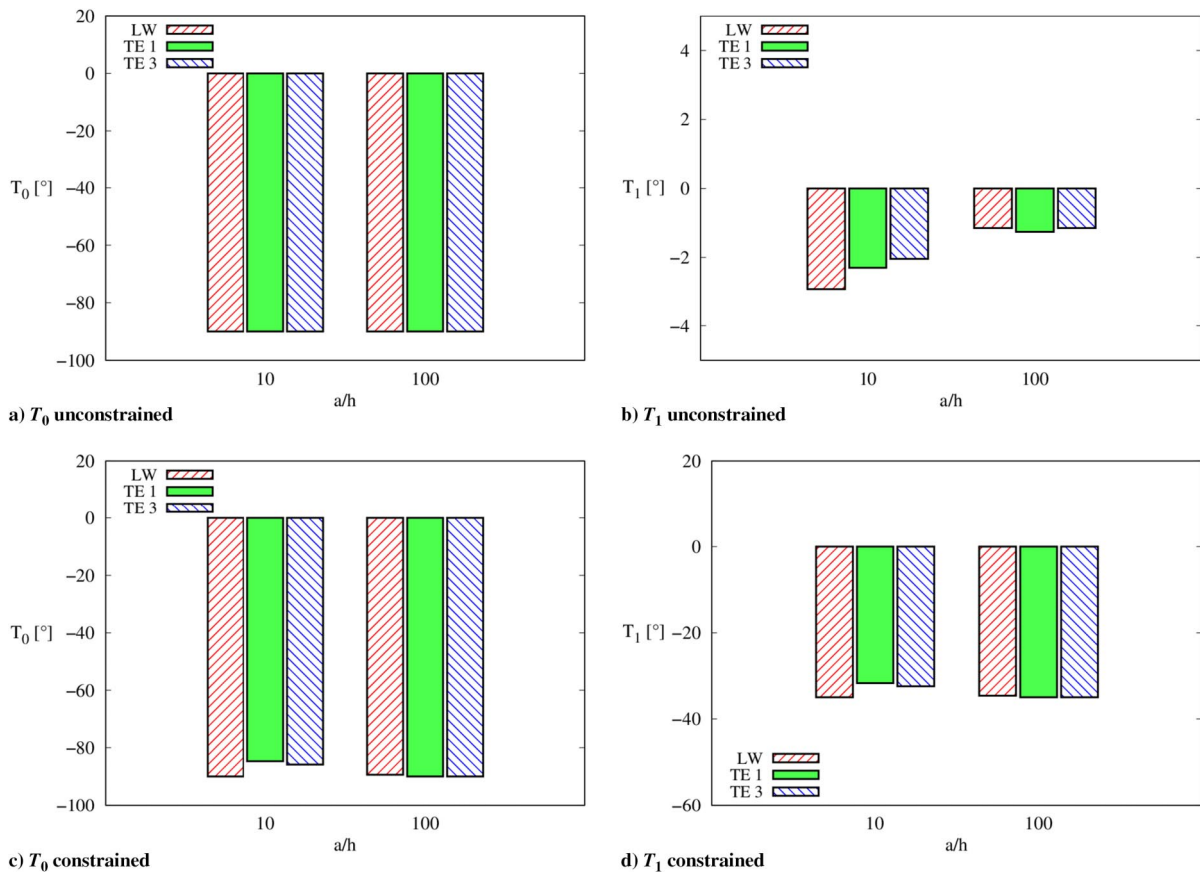 LW
TE 1
TE 3
20
0
−20
−40
−60
−80
−100
T0 [°]
10
100
a/h
a) T0 unconstrained
LW
TE 1
TE 3
4
2
0
−2
−4
T1 [°]
10
100
a/h
b) T1 unconstrained
LW
TE 1
TE 3
20
0
−20
−40
−60
−80
−100
T0 [°]
10
100
a/h
c) T0 constrained
20
0
−20
−40
−60
T1 [°]
LW
TE 1
TE 3
10
100
a/h
d) T1 constrained